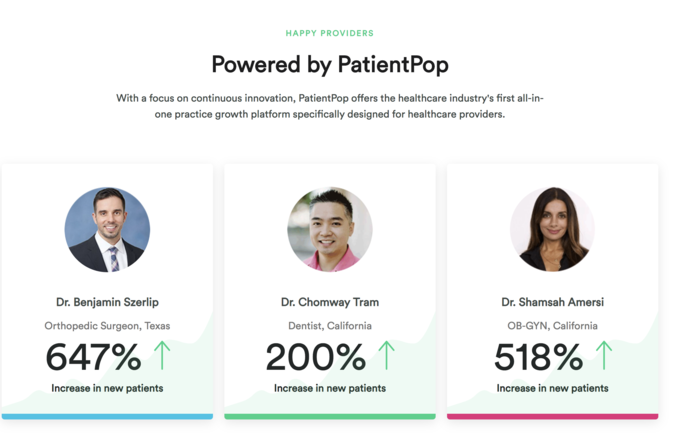 HAPPY PROVIDERS
Powered by PatientPop
With a focus on continuous innovation, PatientPop offers the healthcare industry's first all-in-
one practice growth platform specifically designed for healthcare providers.
Dr. Benjamin Szerlip
Orthopedic Surgeon, Texas
647% ↑
Increase in new patients
Dr. Chomway Tram
Dentist, California
200% ↑
Increase in new patients
Dr. Shamsah Amersi
OB-GYN, California
518% ↑
Increase in new patients